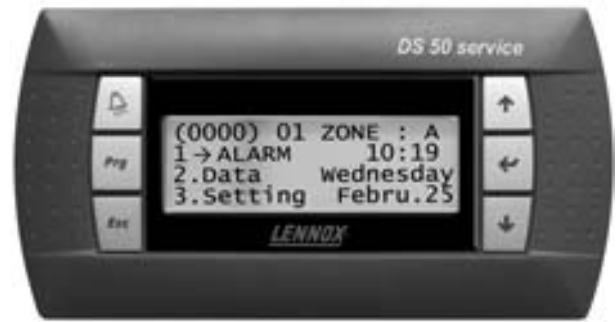 DS 50 service
(0000) 01 ZONE : A
1→ALARM 10:19
Prg
2.Data Wednesday
3.Setting Febru.25
Esc
LENNOX